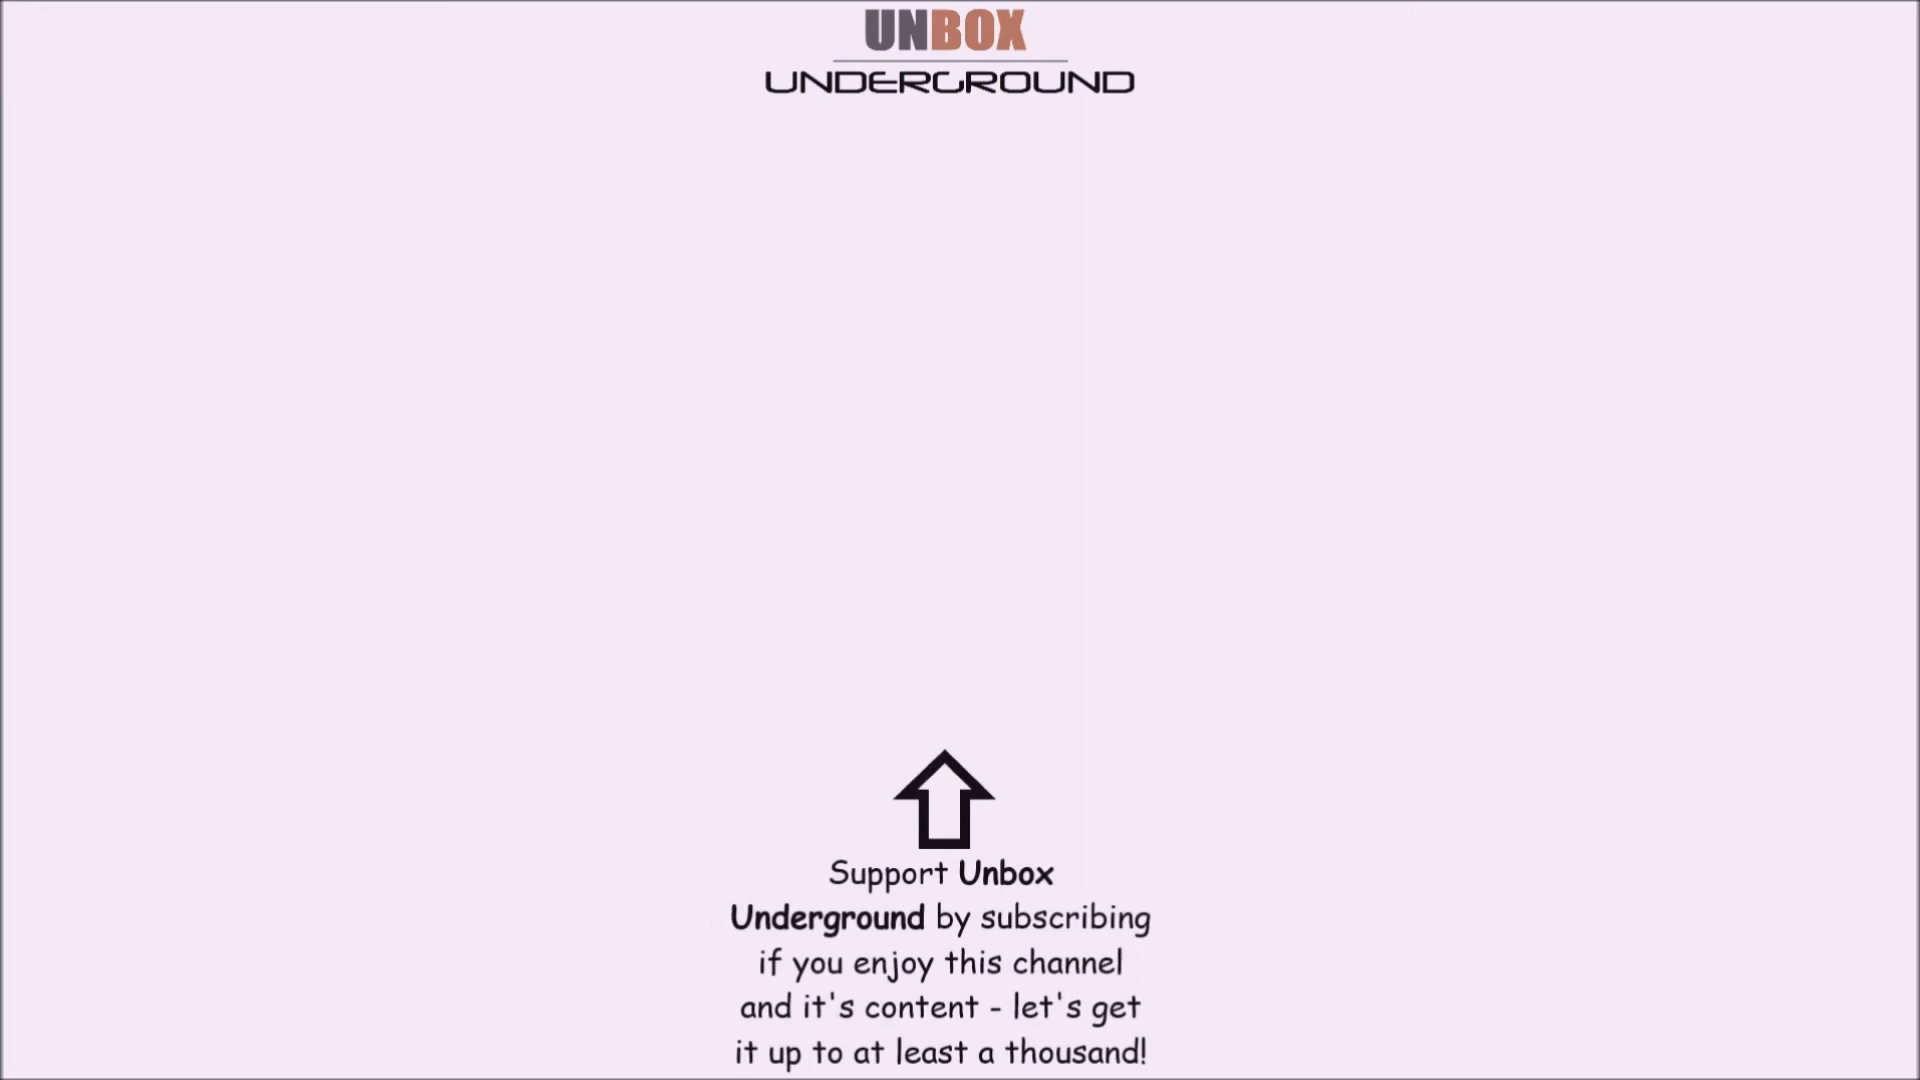 UNBOX
UNDERGROUND
Support Unbox
Underground by subscribing
if you enjoy this channel
and it's content - let's get
it up to at least a thousand!